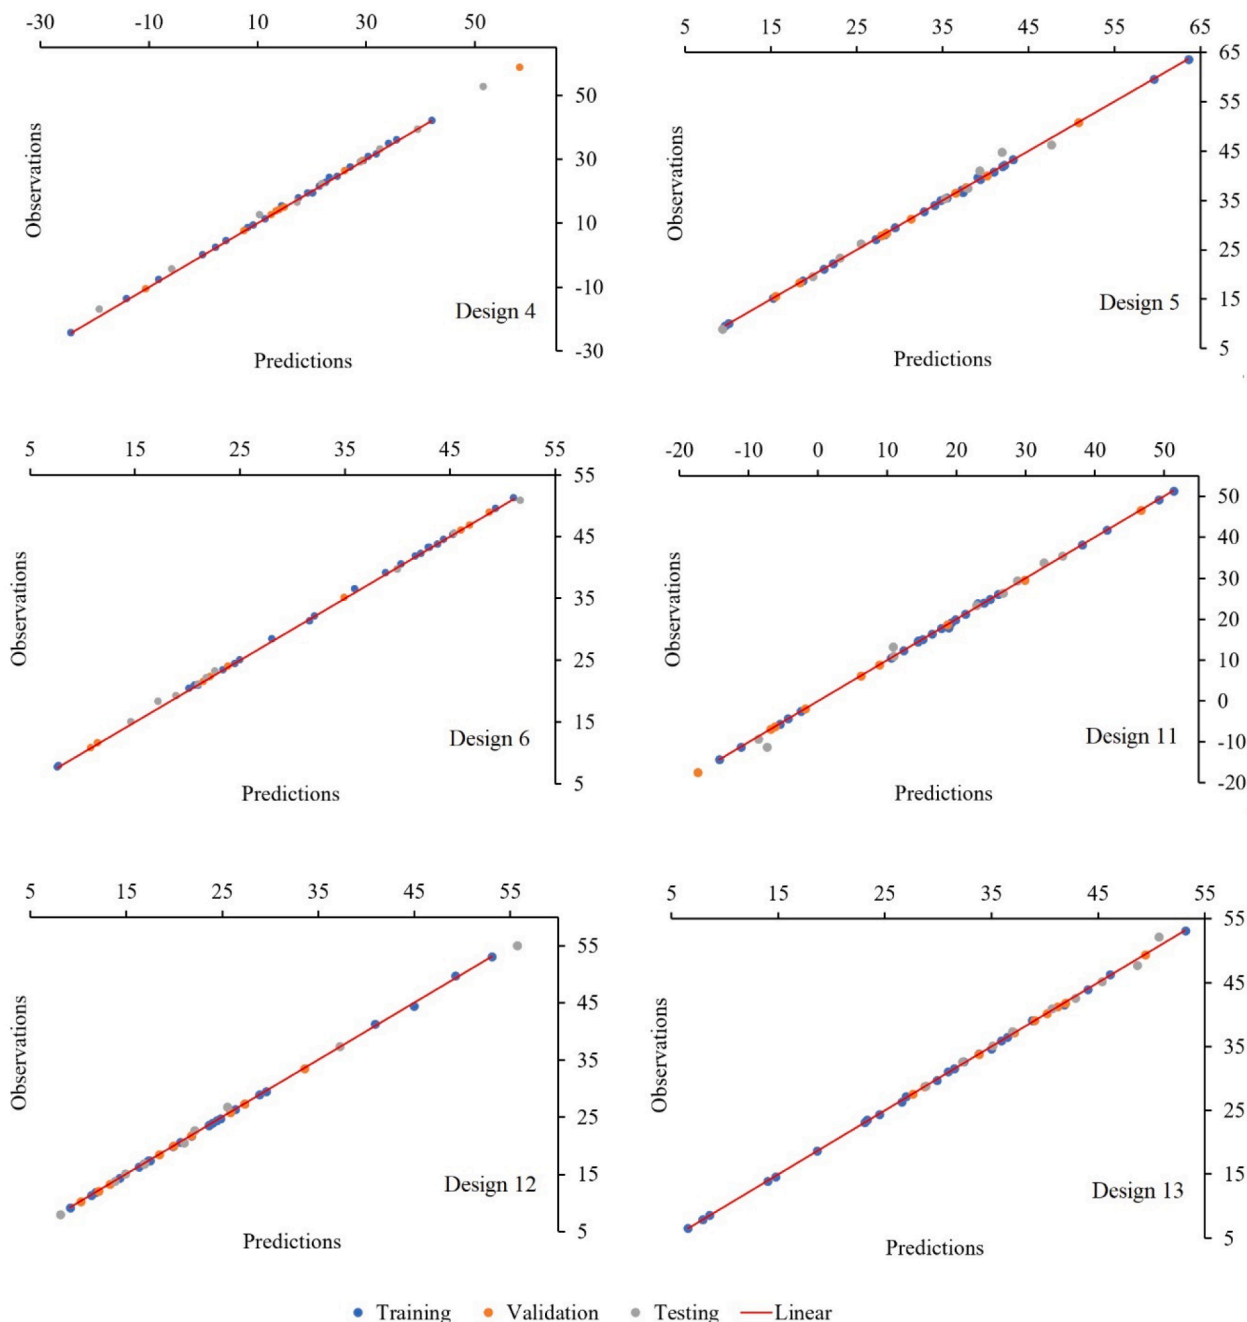 -30 -10 10 30 50
50
30
10
-10
-30
Observations
Design 4
Predictions
5 15 25 35 45 55 65
65
55
45
35
25
15
5
Observations
Design 5
Predictions
5 15 25 35 45 55
55
45
35
25
15
5
Observations
Design 6
Predictions
-20 -10 0 10 20 30 40 50
50
40
30
20
10
0
-10
-20
Observations
Design 11
Predictions
5 15 25 35 45 55
55
45
35
25
15
5
Observations
Design 12
Predictions
5 15 25 35 45 55
55
45
35
25
15
5
Observations
Design 13
Predictions
Training Validation Testing Linear